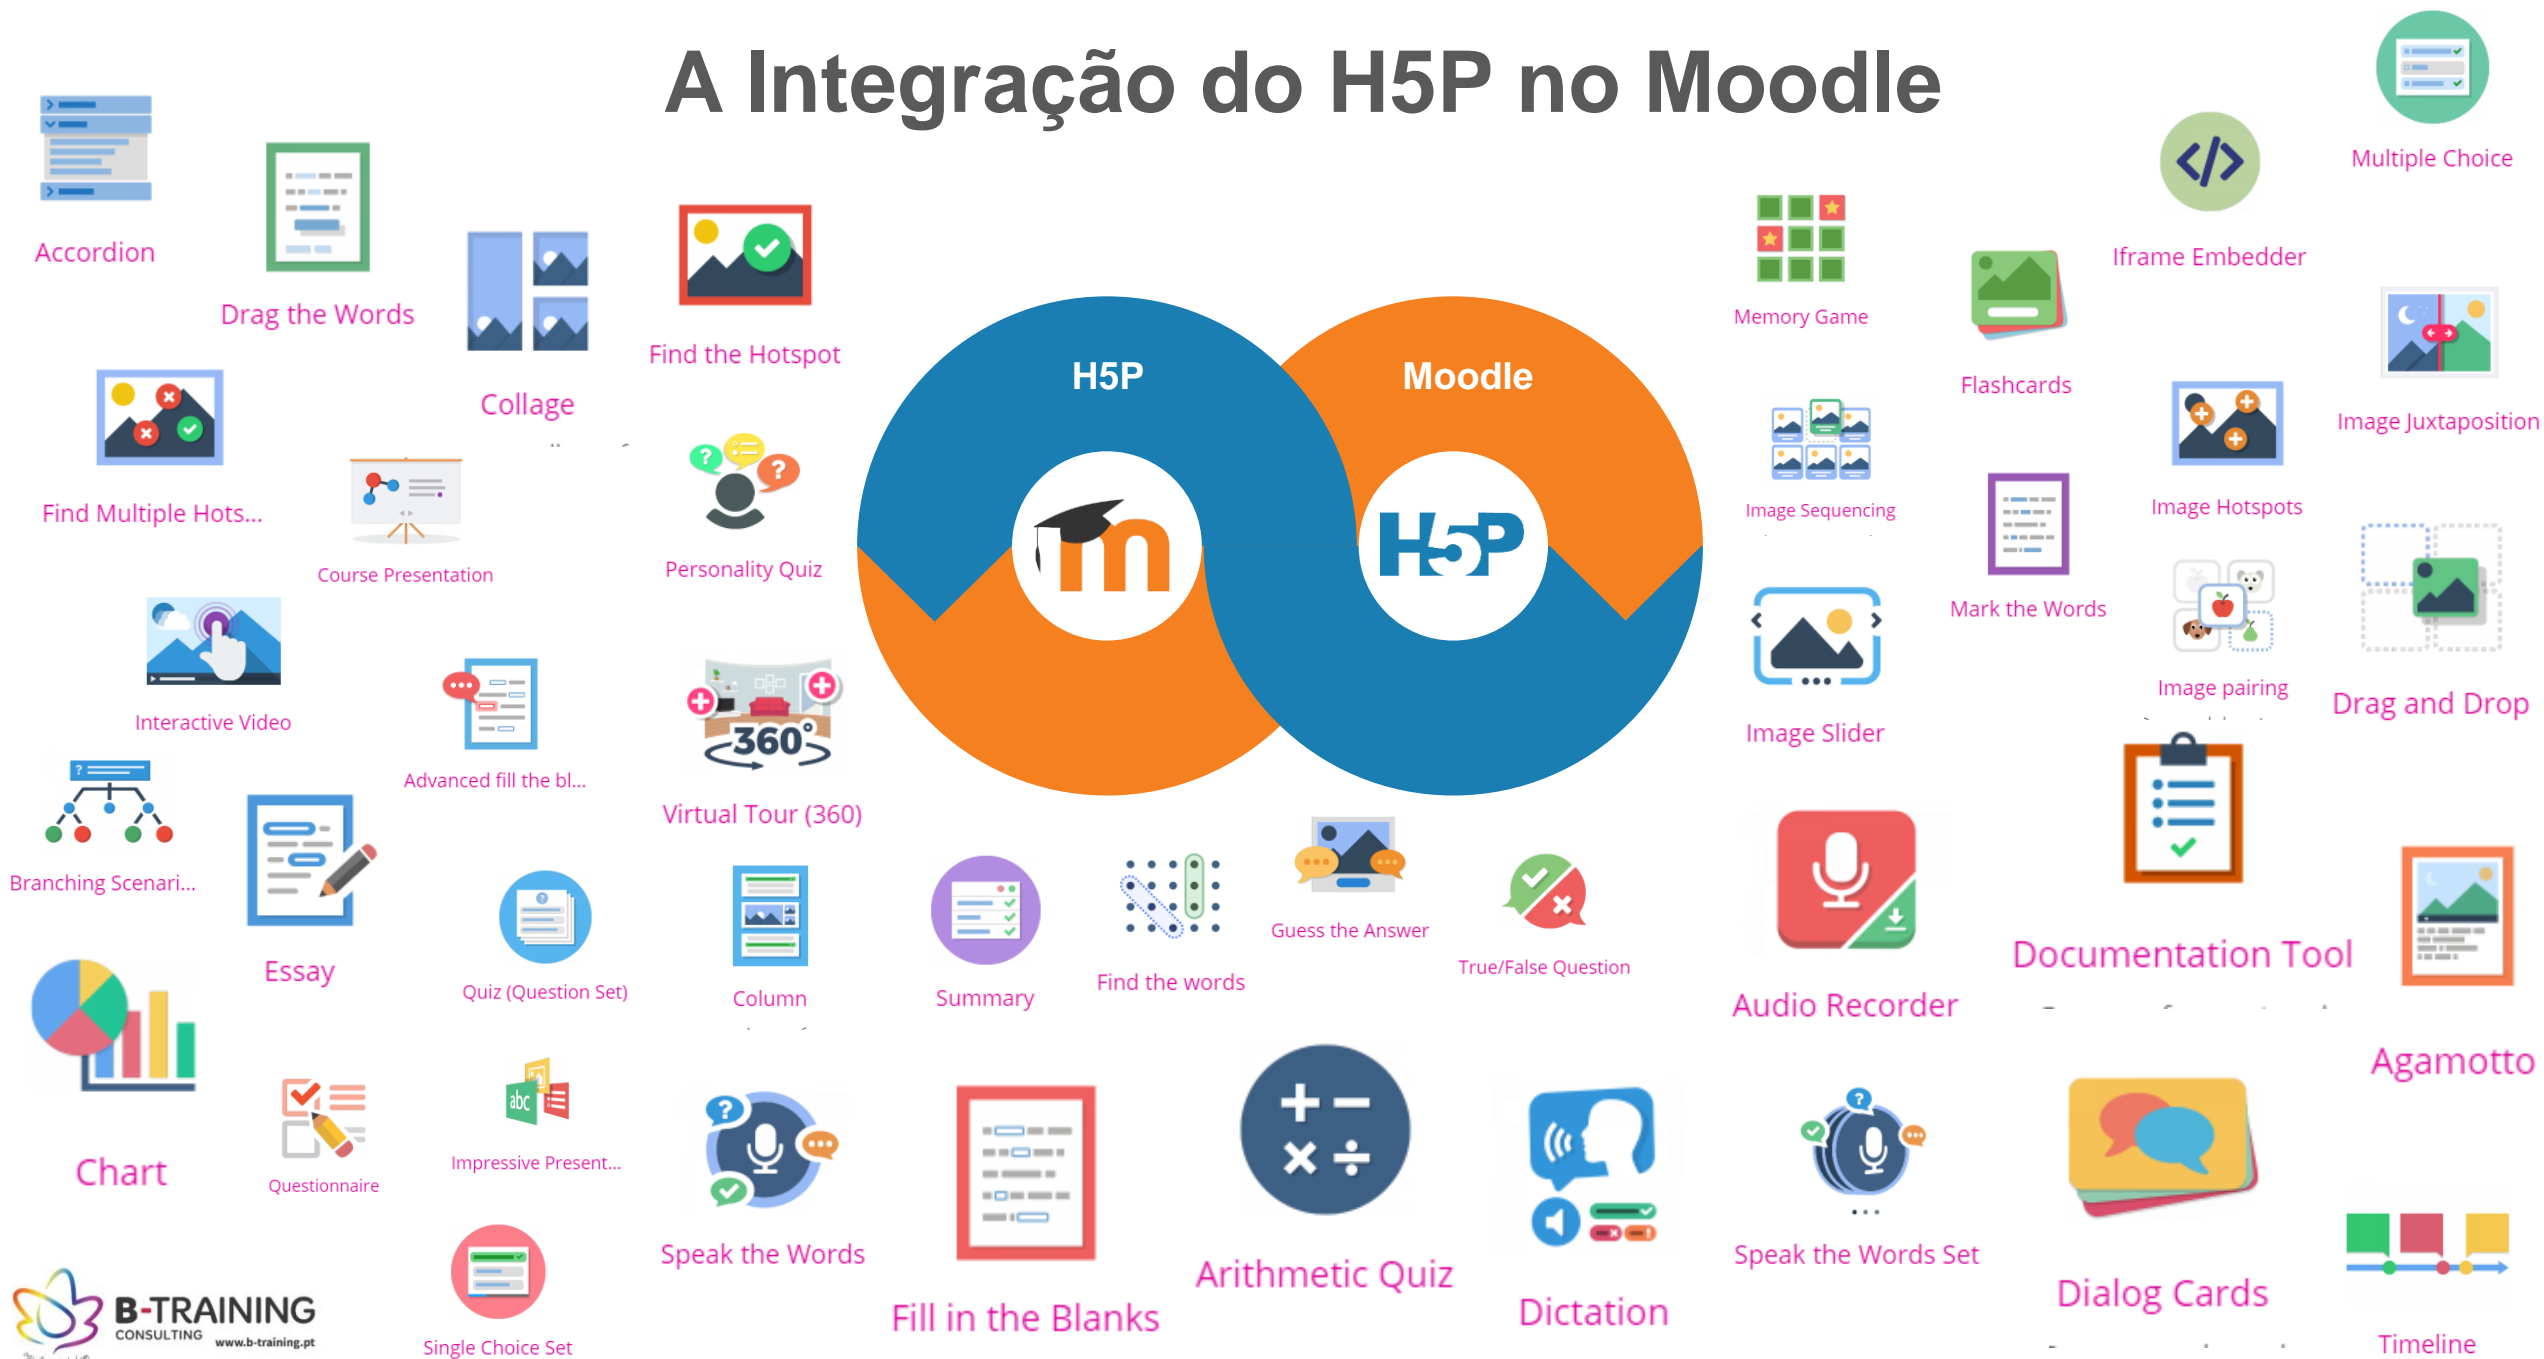 A Integração do H5P no Moodle
Multiple Choice
Accordion
Iframe Embedder
Drag the Words
Memory Game
Find the Hotspot
H5P
Moodle
Flashcards
Collage
Image Juxtaposition
Find Multiple Hots...
Image Sequencing
Image Hotspots
H5P
m
Course Presentation
Personality Quiz
Mark the Words
Image pairing
Drag and Drop
Interactive Video
Image Slider
360°
Advanced fill the bl...
Virtual Tour (360)
Branching Scenari...
Guess the Answer
Documentation Tool
Essay
Quiz (Question Set)
Column
Summary
Find the words
True/False Question
Audio Recorder
Agamotto
abc
Chart
Questionnaire
Impressive Present...
Speak the Words
Arithmetic Quiz
Speak the Words Set
Dialog Cards
Fill in the Blanks
Dictation
B-TRAINING
CONSULTING
www.b-training.pt
Single Choice Set
Timeline